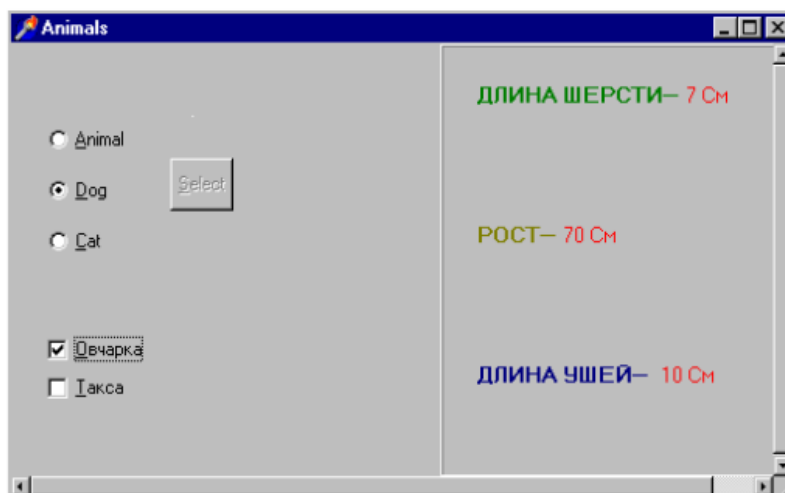 Animals
Animal
Dog
Select
Cat
Овчарка
Такса
ДЛИНА ШЕРСТИ– 7 См
РОСТ– 70 См
ДЛИНА УШЕЙ– 10 См